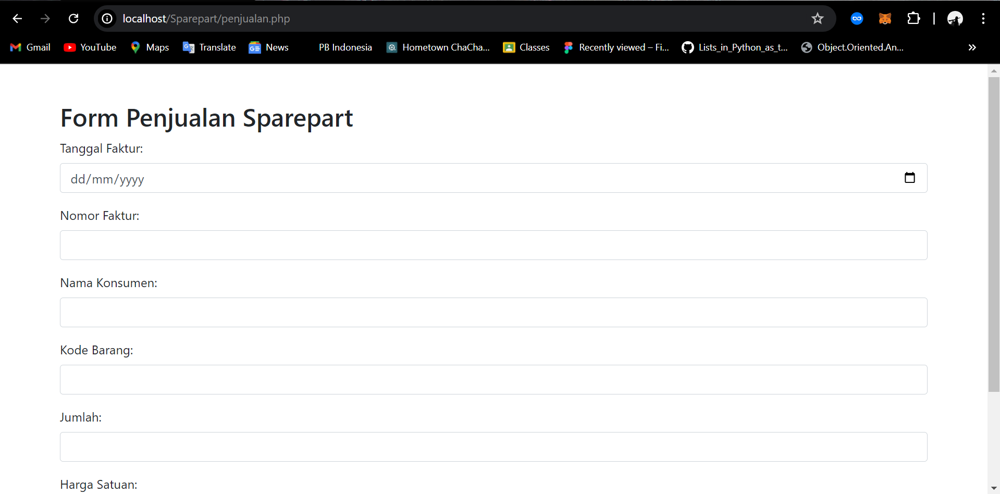 localhost/Sparepart/penjualan.php
Gmail YouTube Maps Translate News PB Indonesia Hometown ChaCha... Classes Recently viewed – Fi... Lists_in_Python_as_t... Object.Oriented.An...
Form Penjualan Sparepart
Tanggal Faktur:
dd/mm/yyyy
Nomor Faktur:
Nama Konsumen:
Kode Barang:
Jumlah:
Harga Satuan: